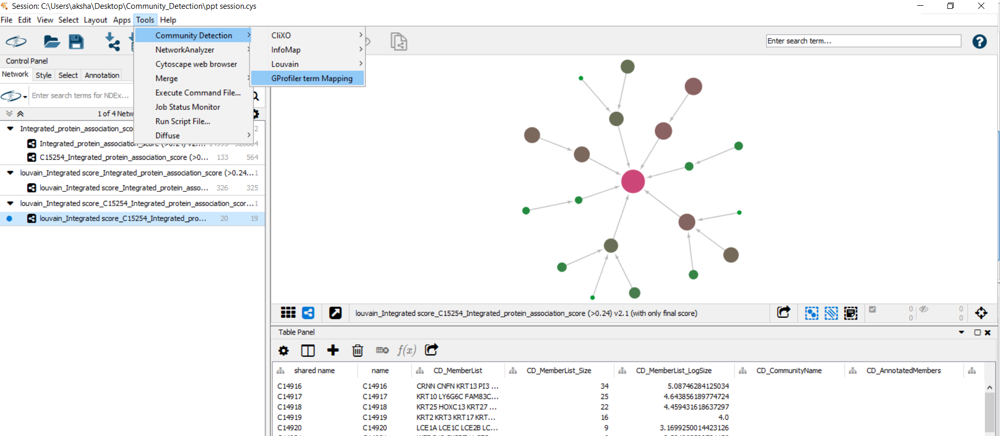 Session: C:\Users\aksha\Desktop\Community_Detection\ppt session.cys
File Edit View Select Layout Apps Tools Help
Community Detection
NetworkAnalyzer
Cytoscape web browser
Merge
Execute Command File...
Job Status Monitor
Run Script File...
Diffuse
CliXO
InfoMap
Louvain
GProfiler term Mapping
Enter search term...
Control Panel
Network Style Select Annotation
Enter search terms for NDEx...
1 of 4 Netw
Integrated_protein_association_sco 2
Integrated_protein_association_score
C15254_Integrated_protein_association_score (>0... 133 564
louvain_Integrated score_Integrated_protein_association_score (>0.24... 1
louvain_Integrated score_Integrated_protein_asso... 326 325
louvain_Integrated score_C15254_Integrated_protein_association_scor... 1
louvain_Integrated score_C15254_Integrated_pro... 20 19
louvain_Integrated score_C15254_Integrated_protein_association_score (>0.24) v2.1 (with only final score)
0 0
0 0
Table Panel
f(x)
shared name name CD_MemberList CD_MemberList_Size CD_MemberList_LogSize CD_CommunityName CD_AnnotatedMembers
C14916 C14916 CRNN CNFN KRT13 PI3 ... 34 5.08746284125034
C14917 C14917 KRT10 LY6G6C FAM83C... 25 4.643856189774724
C14918 C14918 KRT25 HOXC13 KRT27 ... 22 4.459431618637297
C14919 C14919 KRT2 KRT3 KRT17 KRT... 16 4.0
C14920 C14920 LCE1A LCE1C LCE2B LC... 9 3.1699250014423126